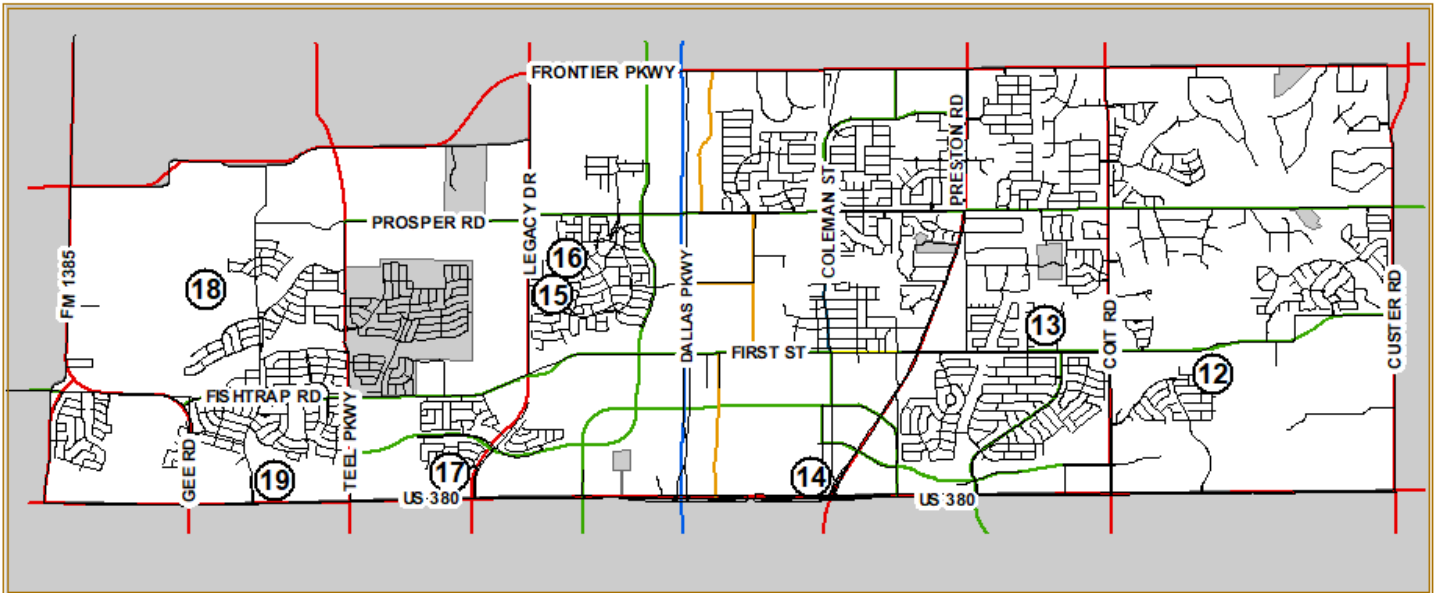 FRONTIER PKWY
PRESTON RD
COLEMAN ST
LEGACY DR
PROSPER RD
16
FM 1385
18
15
DALLAS PKWY
CUSTER RD
13
COIT RD
FIRST ST
12
FISHTRAP RD
TEEL PKWY
GEE RD
17
14
19
US 380
US 380